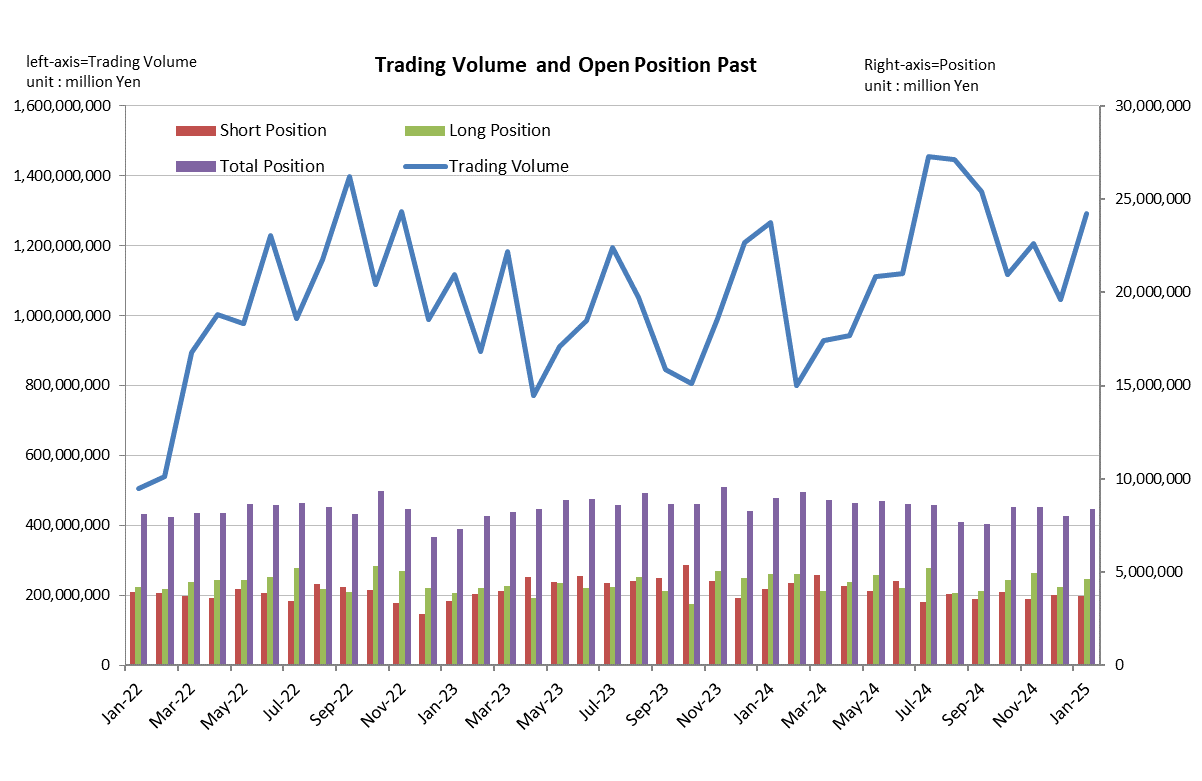 left-axis=Trading Volume
unit : million Yen
Trading Volume and Open Position Past
Right-axis=Position
unit : million Yen
1,600,000,000
1,400,000,000
1,200,000,000
1,000,000,000
800,000,000
600,000,000
400,000,000
200,000,000
0
30,000,000
25,000,000
20,000,000
15,000,000
10,000,000
5,000,000
0
Short Position
Long Position
Total Position
Trading Volume
Jan-22
Mar-22
May-22
Jul-22
Sep-22
Nov-22
Jan-23
Mar-23
May-23
Jul-23
Sep-23
Nov-23
Jan-24
Mar-24
May-24
Jul-24
Sep-24
Nov-24
Jan-25